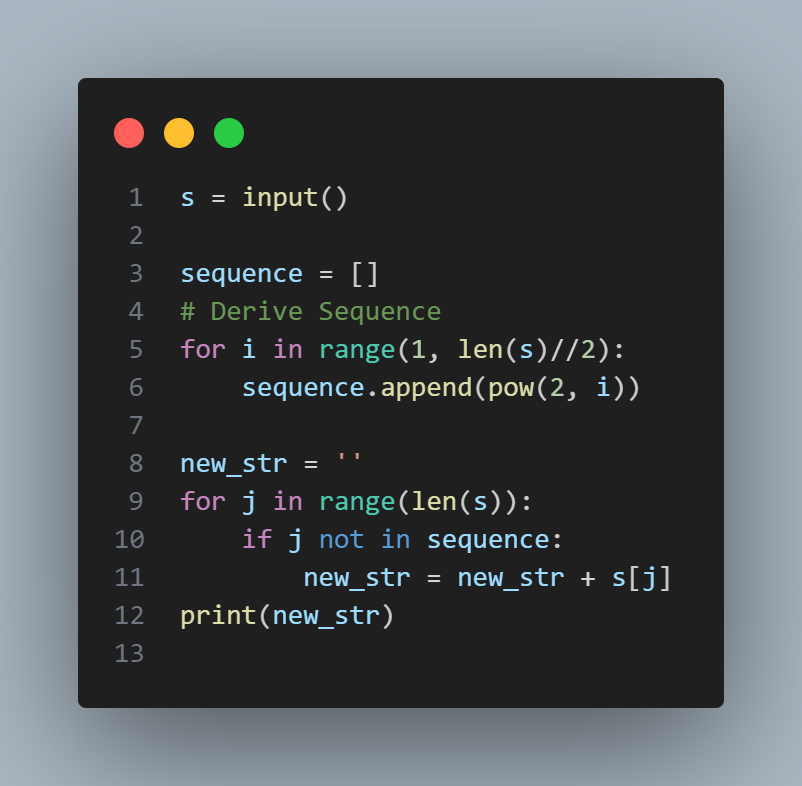 1 s = input()
2
3 sequence = []
4 # Derive Sequence
5 for i in range(1, len(s)//2):
6     sequence.append(pow(2, i))
7
8 new_str = ''
9 for j in range(len(s)):
10     if j not in sequence:
11         new_str = new_str + s[j]
12 print(new_str)
13